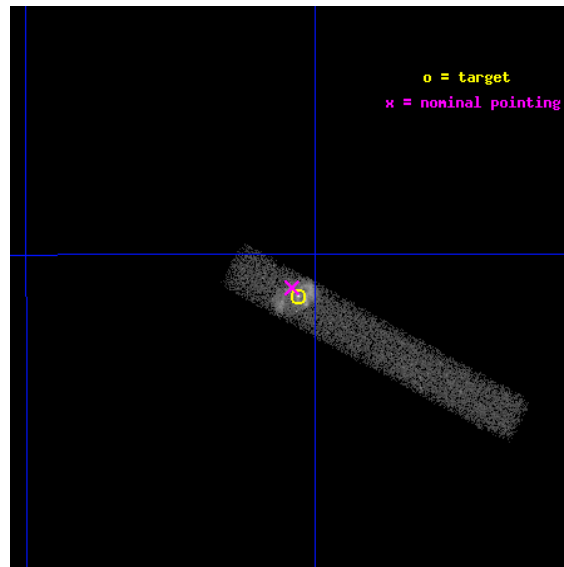 o = target
x = nominal pointing